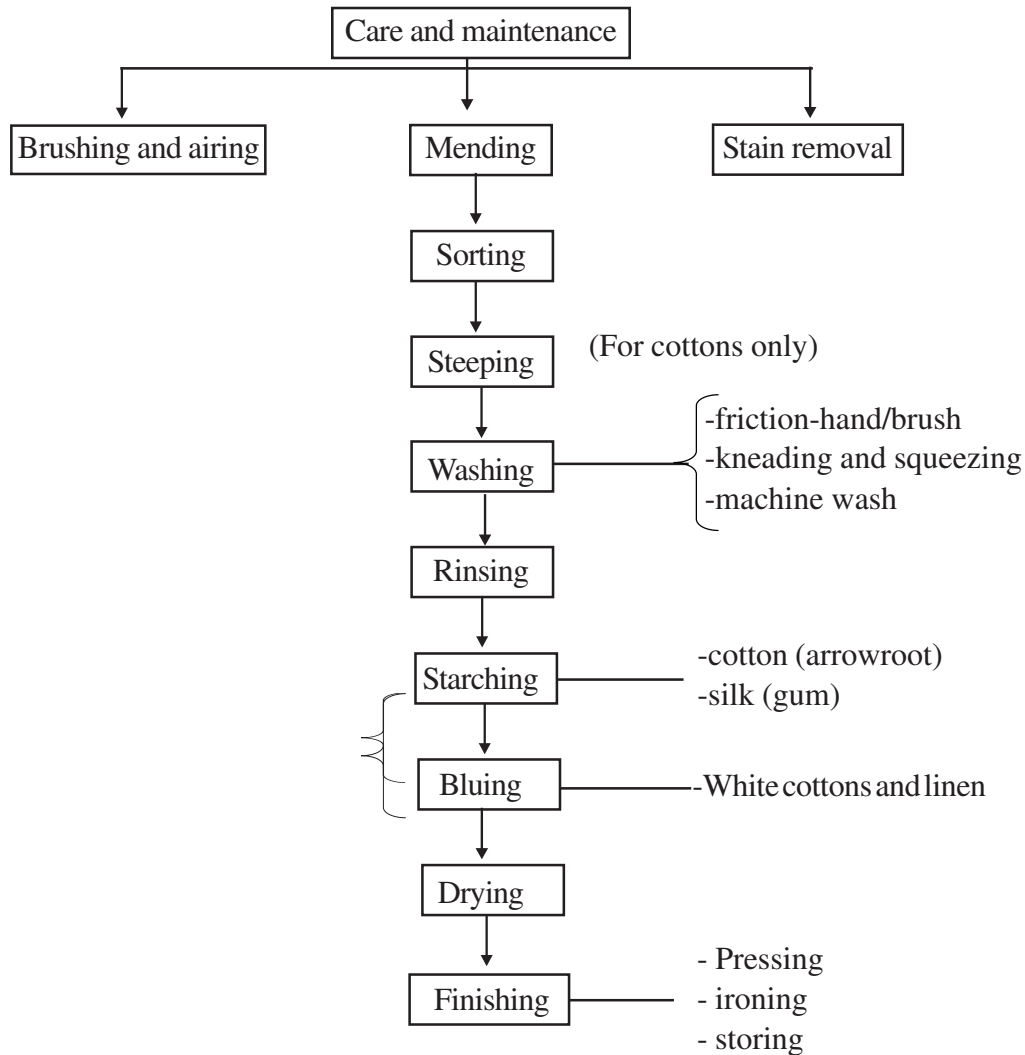 Care and maintenance
Brushing and airing
Mending
Stain removal
Sorting
Steeping
(For cottons only)
Washing
-friction-hand/brush
-kneading and squeezing
-machine wash
Rinsing
Starching
-cotton (arrowroot)
-silk (gum)
Bluing
-White cottons and linen
Drying
Finishing
- Pressing
- ironing
- storing